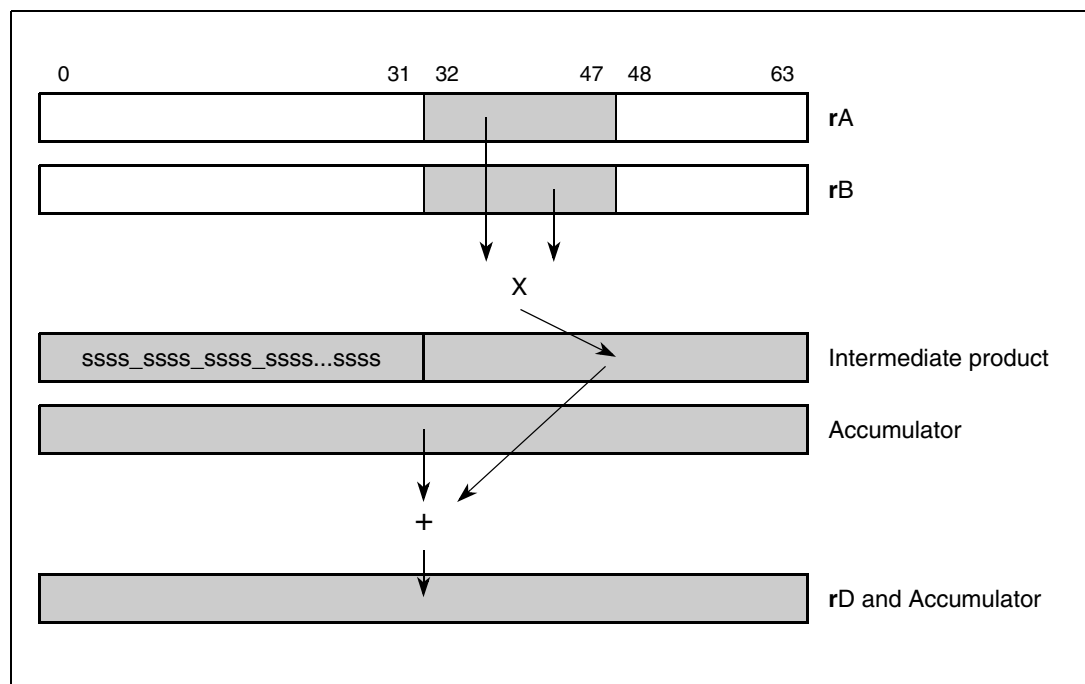 0 31 32 47 48 63
rA
rB
X
ssss_ssss_ssss_ssss...ssss Intermediate product
Accumulator
+
rD and Accumulator